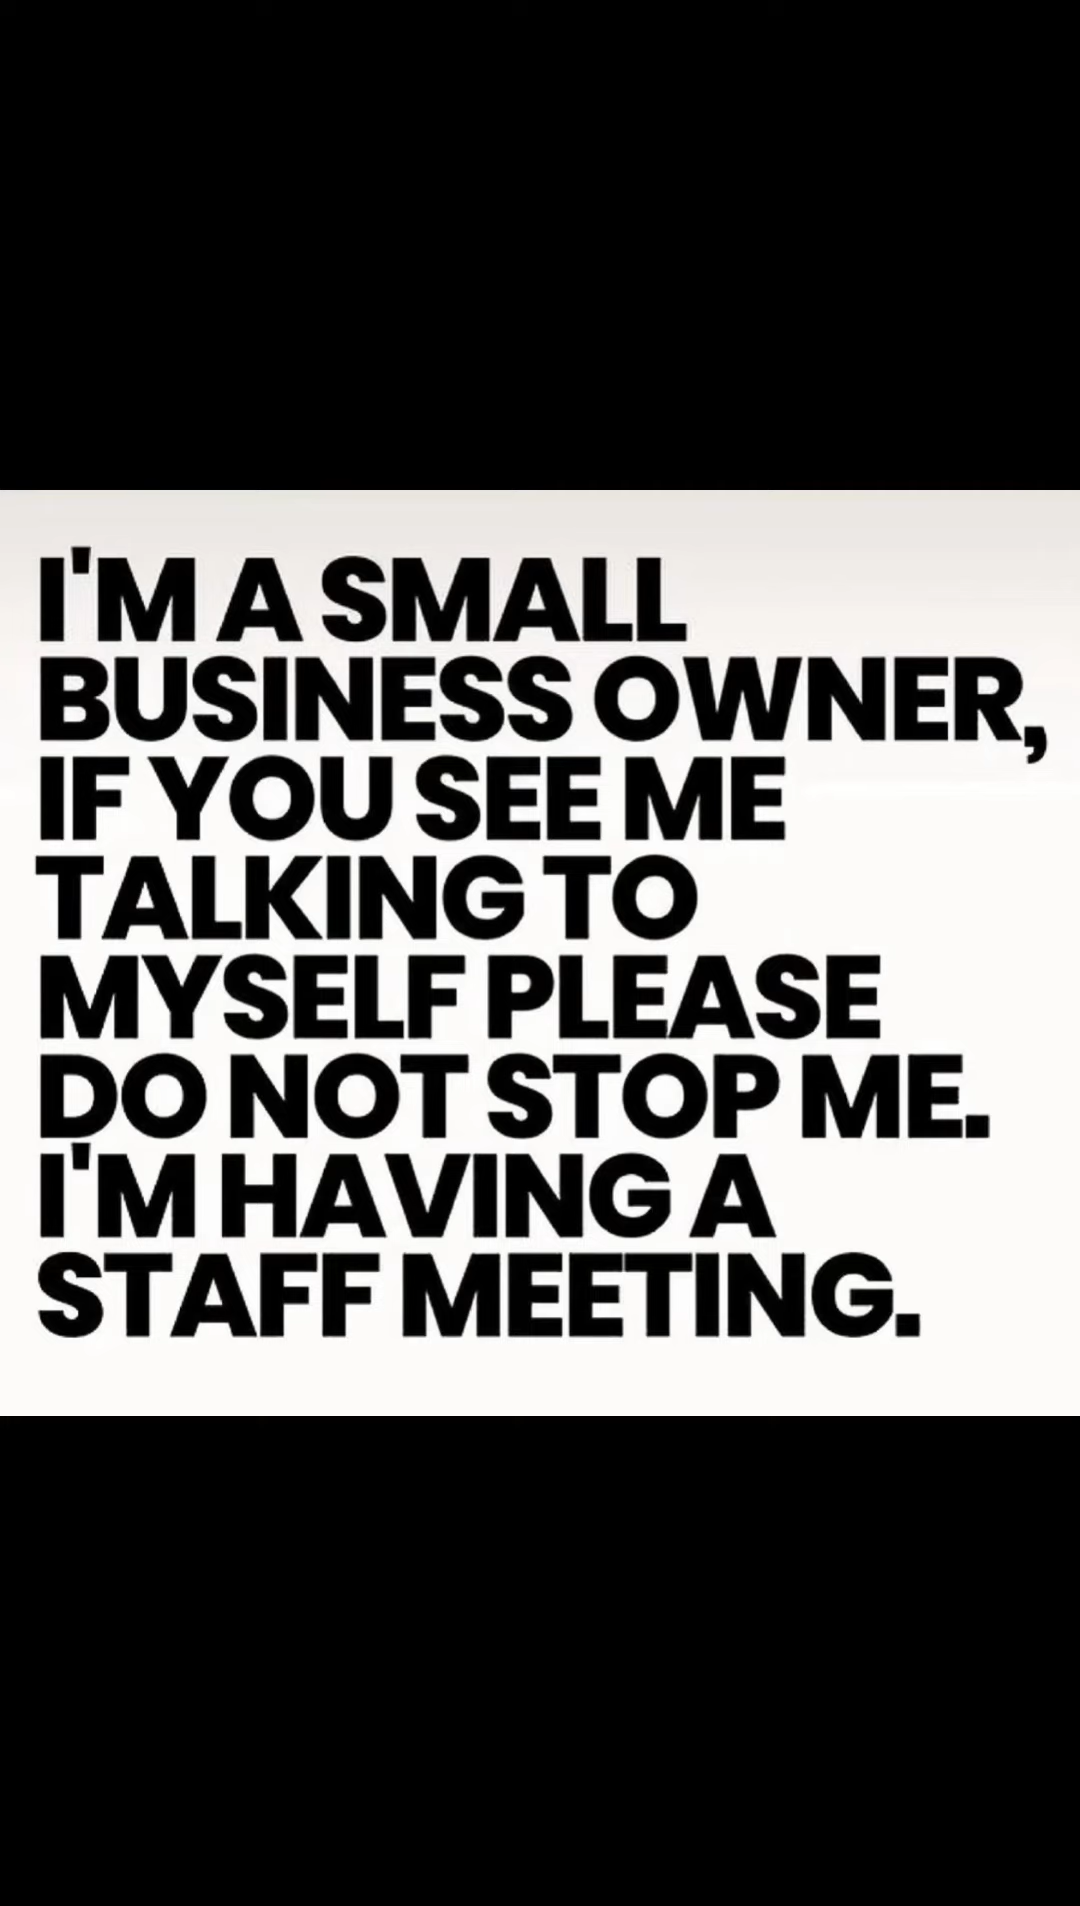 I'M A SMALL
BUSINESS OWNER,
IF YOU SEE ME
TALKING TO
MYSELF PLEASE
DO NOT STOP ME.
I'M HAVING A
STAFF MEETING.